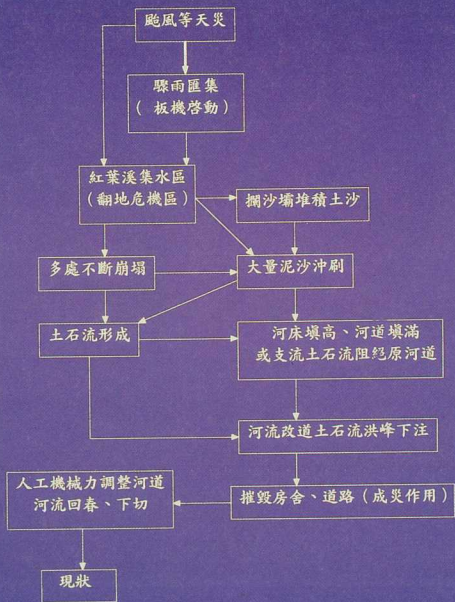 颱風等天災
驟雨匯集
( 板機啓動)
紅葉溪集水區
(翻地危機區)
攔沙壩堆積土沙
多處不斷崩塌
大量泥沙沖刷
土石流形成
河床塡高、河道塡滿
或支流土石流阻絕原河道
河流改道土石流洪峰下注
人工機械力調整河道
河流回春、下切
摧毀房舍、道路(成災作用)
現狀